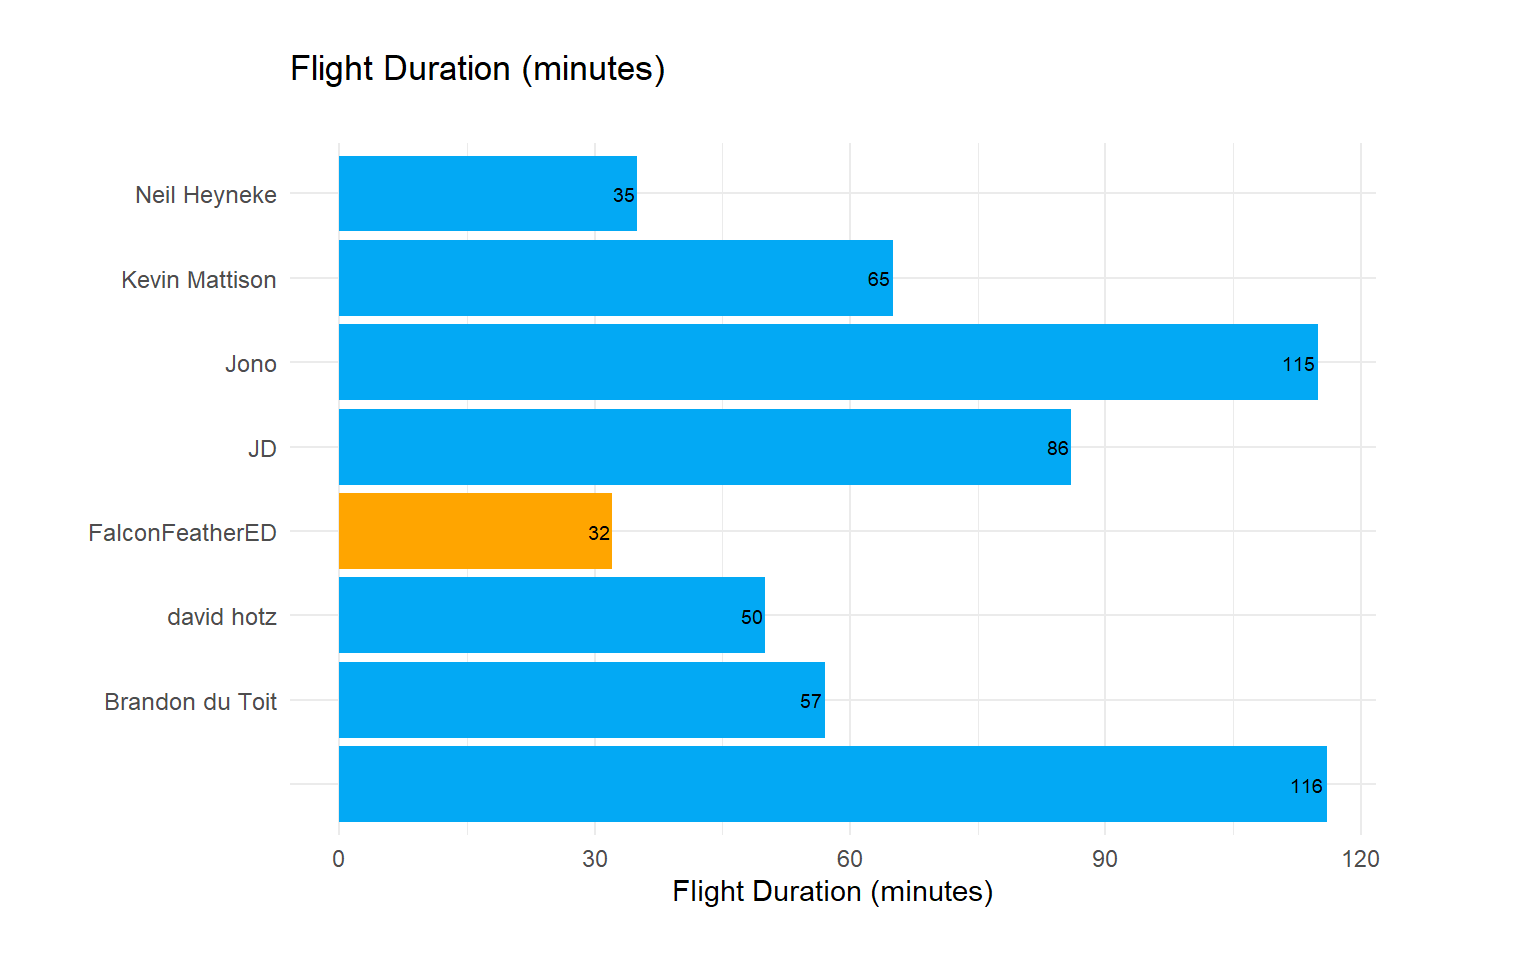 Flight Duration (minutes)
Neil Heyneke 35
Kevin Mattison 65
Jono 115
JD 86
FalconFeatherED 32
david hotz 50
Brandon du Toit 57
116
0 30 60 90 120
Flight Duration (minutes)